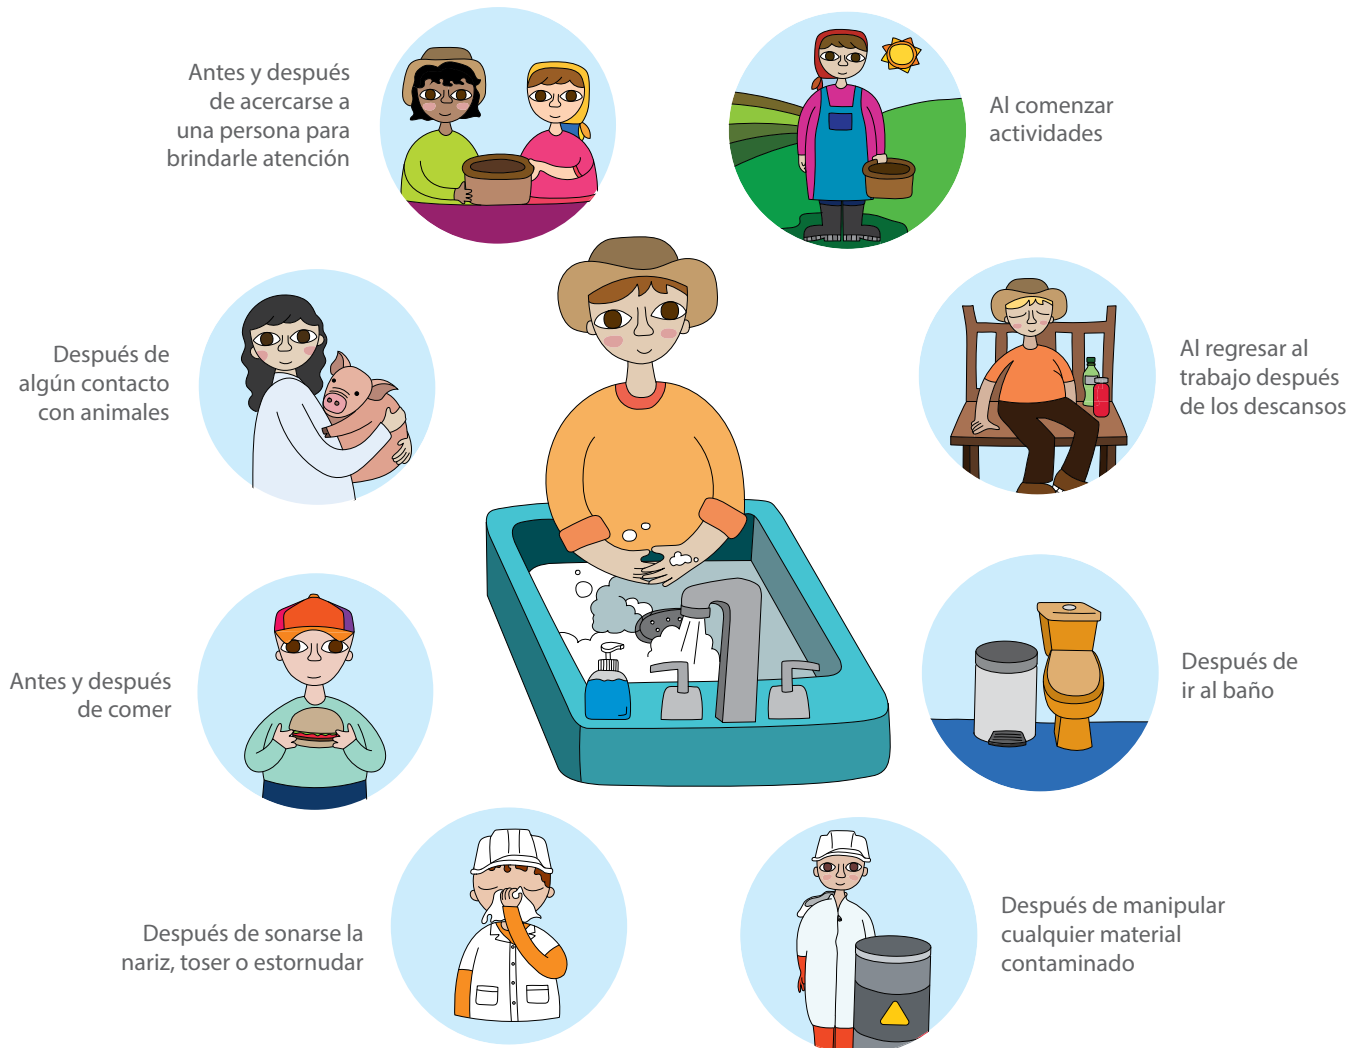 Antes y después
de acercarse a
una persona para
brindarle atención
Al comenzar
actividades
Después de
algún contacto
con animales
Al regresar al
trabajo después
de los descansos
Antes y después
de comer
Después de
ir al baño
Después de sonarse la
nariz, toser o estornudar
Después de manipular
cualquier material
contaminado